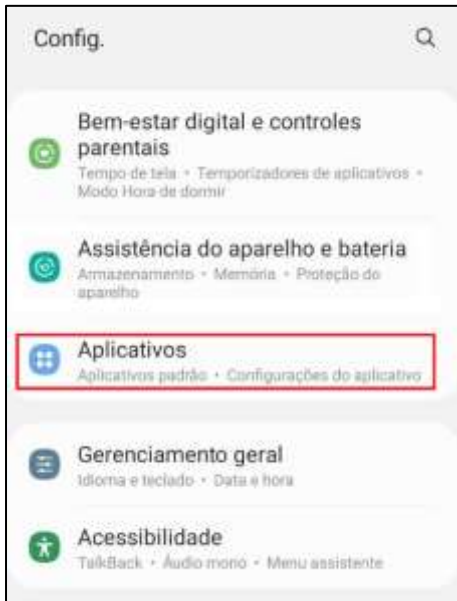 Config.
Bem-estar digital e controles
parentais
Tempo de tela • Temporizadores de aplicativos •
Modo Hora de dormir
Assistência do aparelho e bateria
Armazenamento • Memória • Proteção do
aparelho
Aplicativos
Aplicativos padrão • Configurações do aplicativo
Gerenciamento geral
Idioma e teclado • Data e hora
Acessibilidade
TalkBack • Áudio mono • Menu assistente